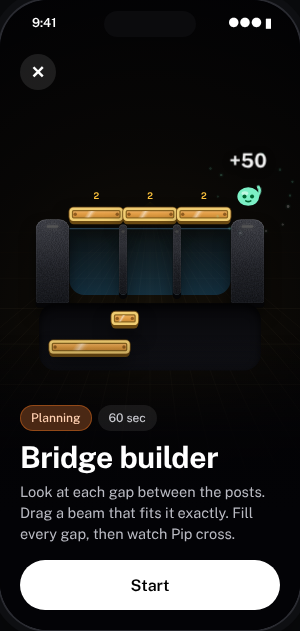 9:41
+50
2 2 2
Planning 60 sec
Bridge builder
Look at each gap between the posts.
Drag a beam that fits it exactly. Fill
every gap, then watch Pip cross.
Start